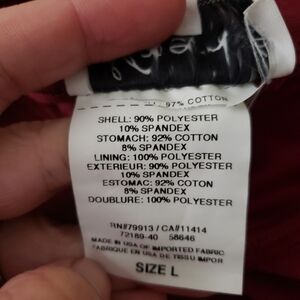 97% COTTON
SHELL: 90% POLYESTER
10% SPANDEX
STOMACH: 92% COTTON
8% SPANDEX
LINING: 100% POLYESTER
EXTERIEUR: 90% POLYESTER
10% SPANDEX
ESTOMAC: 92% COTON
8% SPANDEX
DOUBLURE: 100% POLYESTER
RN#79913 / CA#11414
72189-40 58646
MADE IN USA OF IMPORTED FABRIC
FABRIQUE EN USA DE TISSU IMPOR
SIZE L